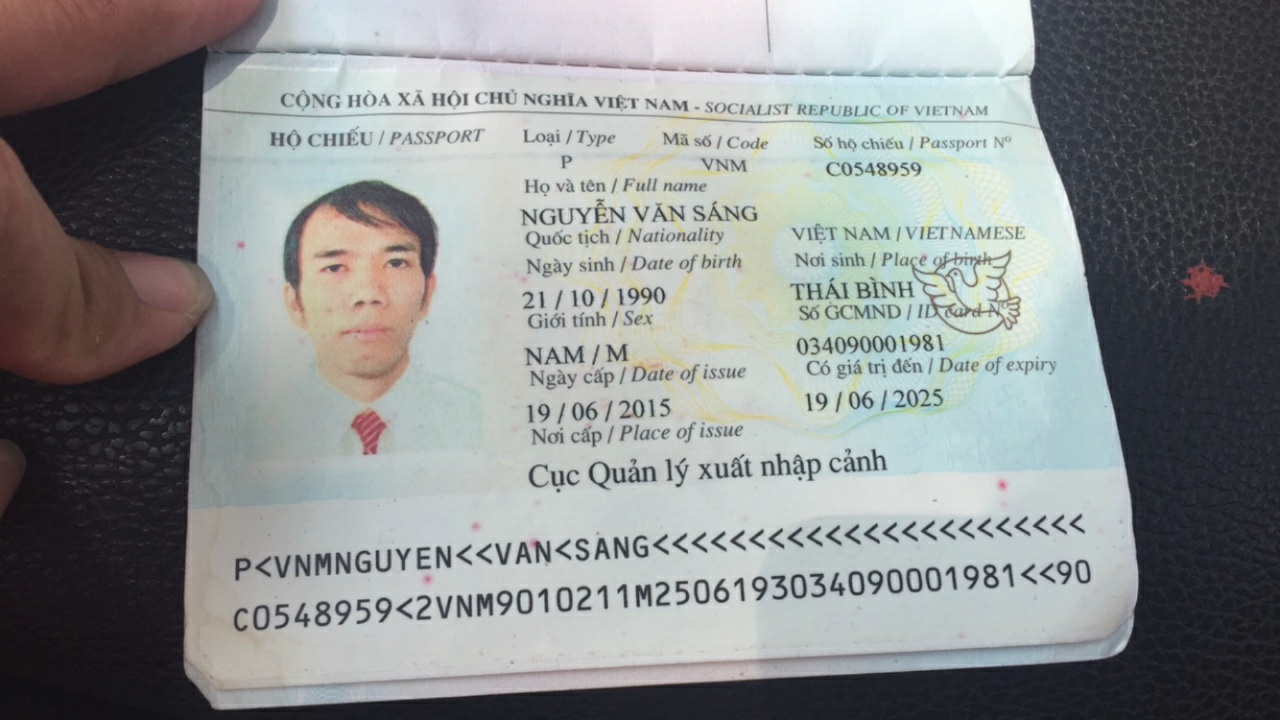 CỘNG HÒA XÃ HỘI CHỦ NGHĨA VIỆT NAM - SOCIALIST REPUBLIC OF VIETNAM
HỘ CHIẾU / PASSPORT
Loại / Type
Mã số / Code
Số hộ chiếu / Passport Nº
P
VNM
C0548959
Họ và tên / Full name
NGUYỄN VĂN SÁNG
Quốc tịch / Nationality
VIỆT NAM / VIETNAMESE
Ngày sinh / Date of birth
Nơi sinh / Place of birth
21 / 10 / 1990
THÁI BÌNH
Giới tính / Sex
Số GCMND / ID card Nº
NAM / M
034090001981
Ngày cấp / Date of issue
Có giá trị đến / Date of expiry
19 / 06 / 2015
19 / 06 / 2025
Nơi cấp / Place of issue
Cục Quản lý xuất nhập cảnh
P<VNMNGUYEN<<VAN<SANG<<<<<<<<<<<<<<<<<<<<<<<
C0548959<2VNM9010211M2506193034090001981<<90